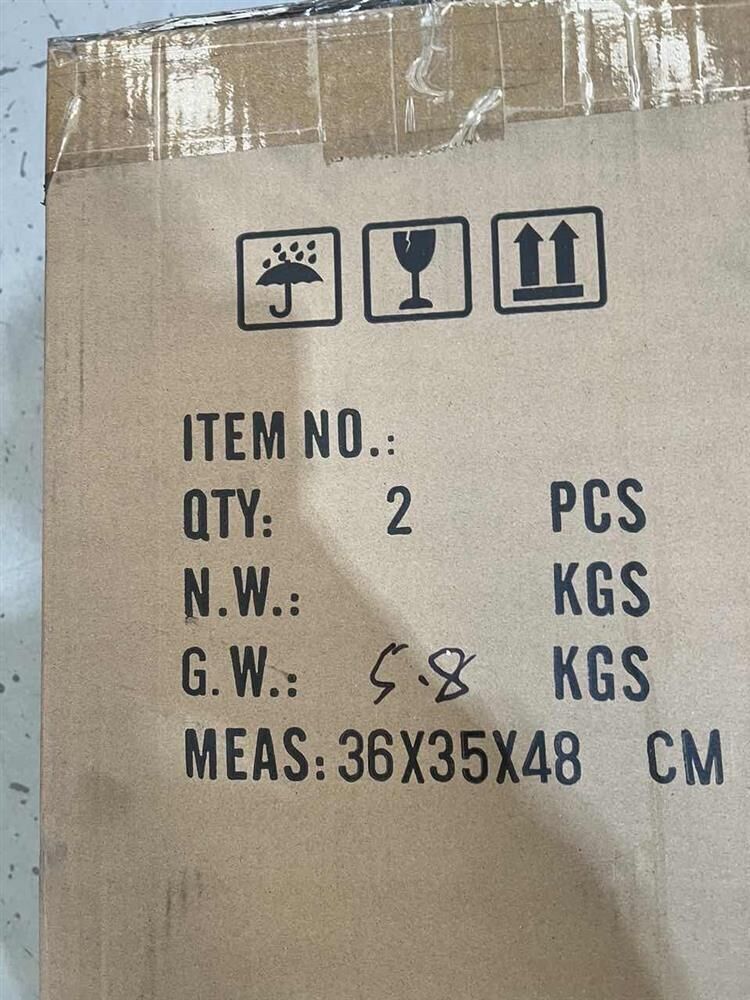 ITEM NO.:
QTY: 2 PCS
N.W.: KGS
G.W.: 5.8 KGS
MEAS: 36X35X48 CM